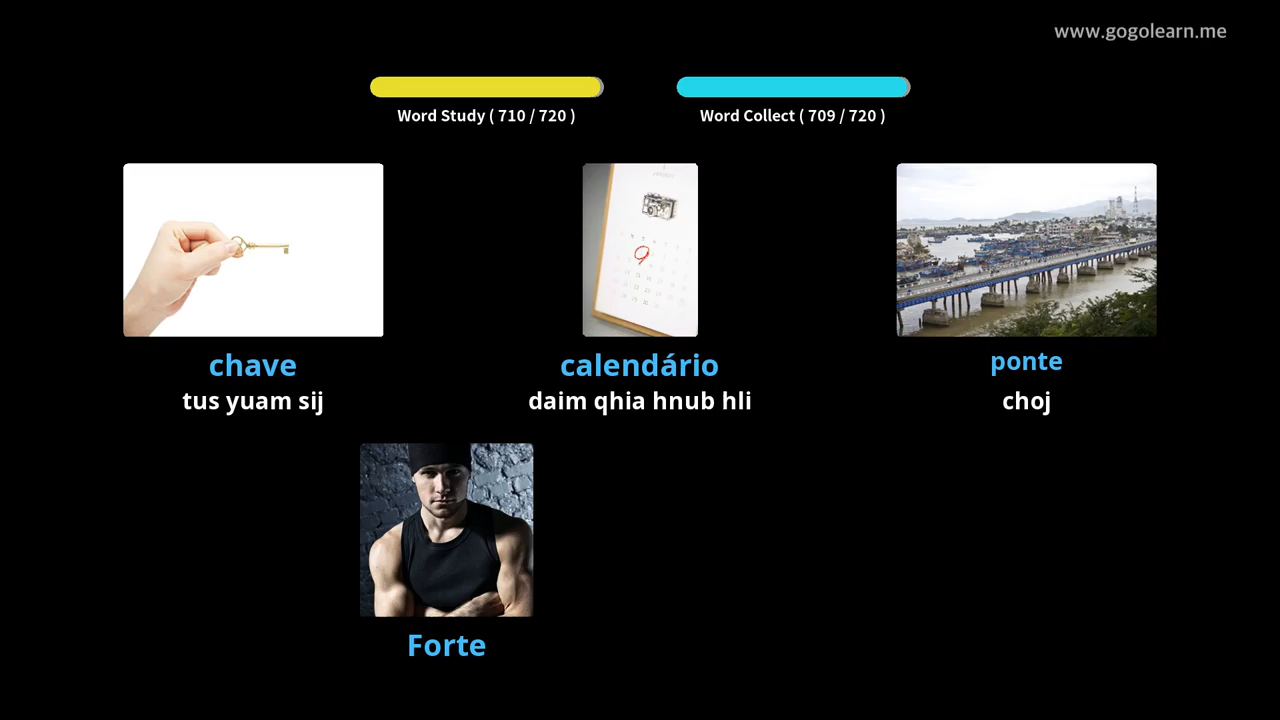 www.gogolearn.me
Word Study ( 710 / 720 )
Word Collect ( 709 / 720 )
chave
tus yuam sij
calendário
daim qhia hnub hli
ponte
choj
9
Forte